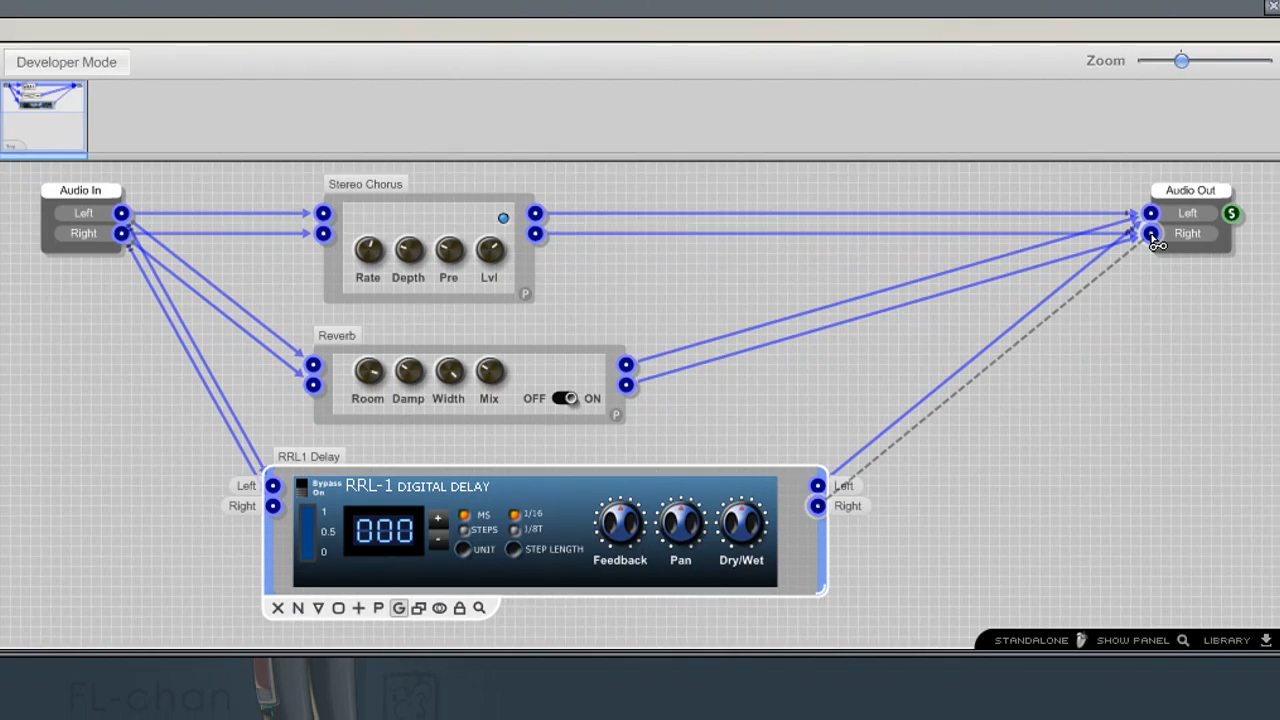 Developer Mode
Zoom
Audio In
Left
Right
Stereo Chorus
Rate Depth Pre Lvl
P
Audio Out
Left
S
Right
Reverb
Room Damp Width Mix OFF ON
P
RRL1 Delay
Left
Right
Bypass
On
RRL-1 DIGITAL DELAY
1
0.5
0
000
+
-
MS
STEPS
UNIT
1/16
1/8T
STEP LENGTH
Feedback Pan Dry/Wet
Left
Right
N P G
STANDALONE SHOW PANEL LIBRARY
FL-chan